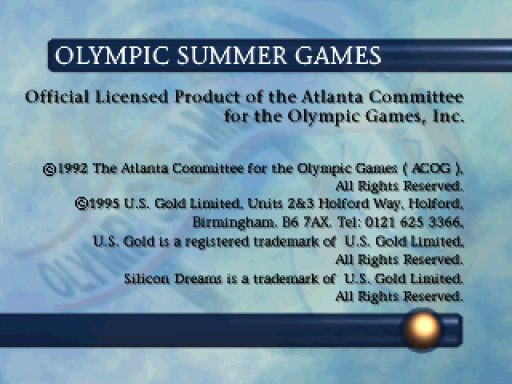 OLYMPIC SUMMER GAMES
Official Licensed Product of the Atlanta Committee
for the Olympic Games, Inc.
©1992 The Atlanta Committee for the Olympic Games ( ACOG ),
All Rights Reserved.
©1995 U.S. Gold Limited, Units 2&3 Holford Way, Holford,
Birmingham. B6 7AX. Tel: 0121 625 3366,
U.S. Gold is a registered trademark of U.S. Gold Limited,
All Rights Reserved.
Silicon Dreams is a trademark of U.S. Gold Limited.
All Rights Reserved.